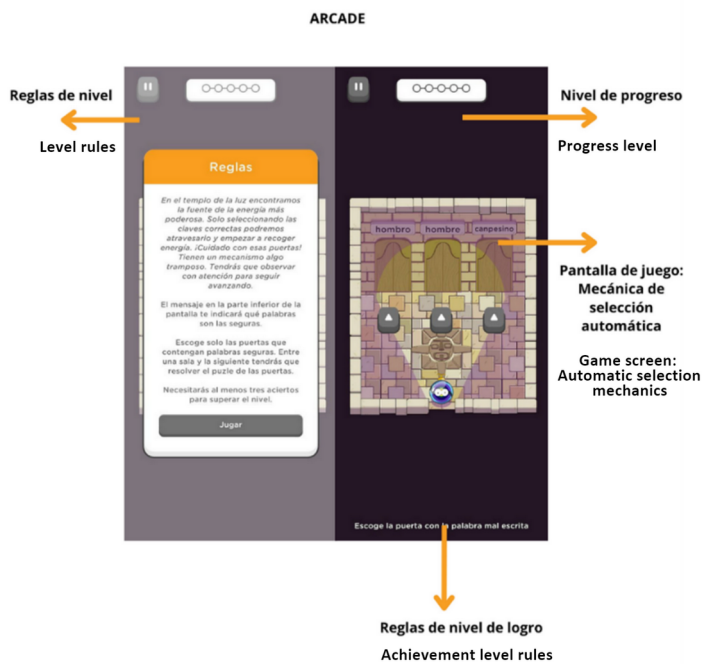 ARCADE
Reglas de nivel
Level rules
Reglas
En el templo de la luz encontramos
la fuente de la energía más
poderosa. Solo seleccionando las
claves correctas podremos
atravesarlo y empezar a recoger
energía. ¡Cuidado con esas puertas!
Tienen un mecanismo algo
tramposo. Tendrás que observar
con atención para seguir
avanzando.
El mensaje en la parte inferior de la
pantalla te indicará qué palabras
son las seguras.
Escoge solo las puertas que
contengan palabras seguras. Entre
una sala y la siguiente tendrás que
resolver el puzle de las puertas.
Necesitarás al menos tres aciertos
para superar el nivel.
Jugar
hombro
hombre
canpesino
Escoge la puerta con la palabra mal escrita
Nivel de progreso
Progress level
Pantalla de juego:
Mecánica de
selección
automática
Game screen:
Automatic selection
mechanics
Reglas de nivel de logro
Achievement level rules